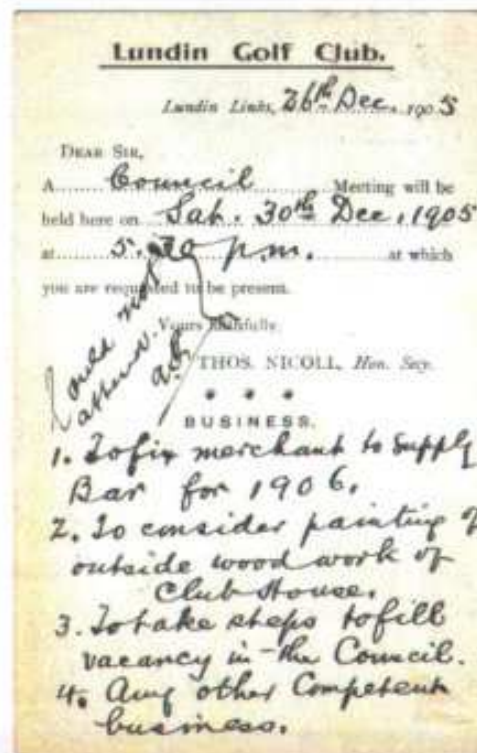 Lundin Golf Club.
Lundin Links, 26th Dec. 1905
DEAR SIR,
A Council Meeting will be
held here on Sat. 30th Dec, 1905
at 5.30 p.m. at which
you are requested to be present.
Yours faithfully.
THOS. NICOLL, Hon. Secy.
Could not
attend.
BUSINESS.
1. To fix merchant to supply
Bar for 1906.
2. To consider painting of
outside wood work of
Club House.
3. To take steps to fill
vacancy in the Council.
4. Any other Competent
business.